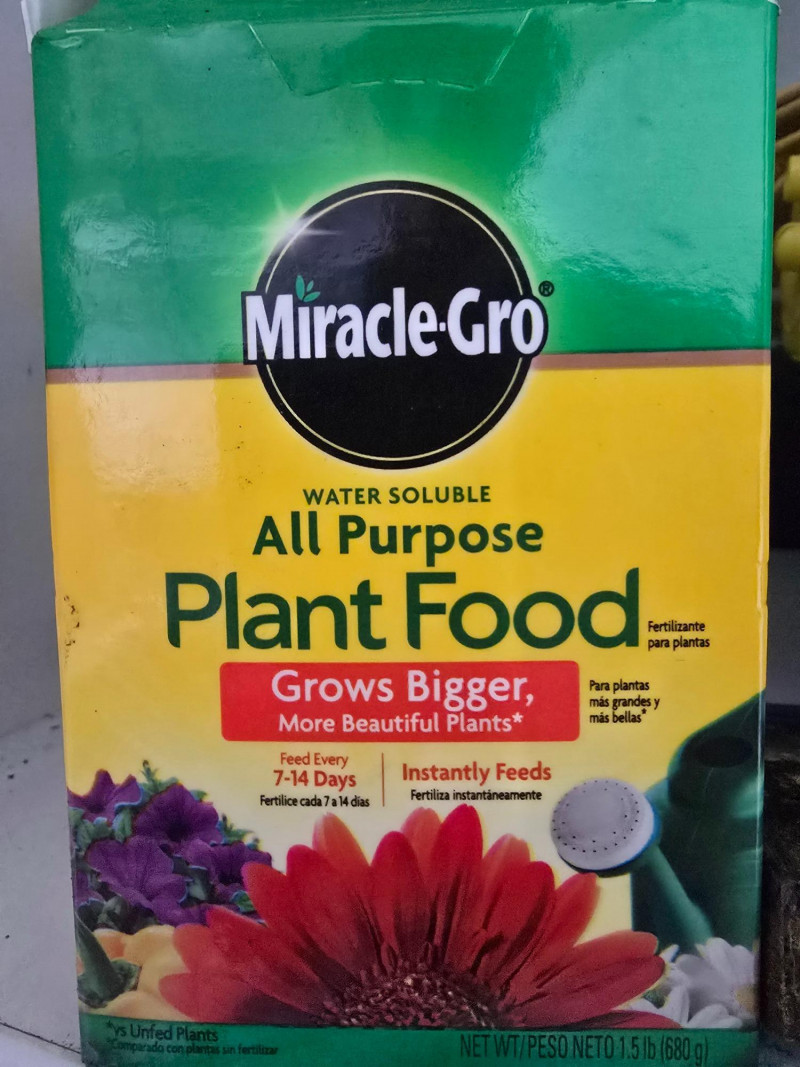 Miracle-Gro®
WATER SOLUBLE
All Purpose
Plant Food
Fertilizante
para plantas
Grows Bigger,
More Beautiful Plants*
Para plantas
más grandes y
más bellas*
Feed Every
7-14 Days
Fertilice cada 7 a 14 días
Instantly Feeds
Fertiliza instantáneamente
*vs Unfed Plants
*Comparado con plantas sin fertilizar
NET WT/PESO NETO 1.5 lb (680 g)